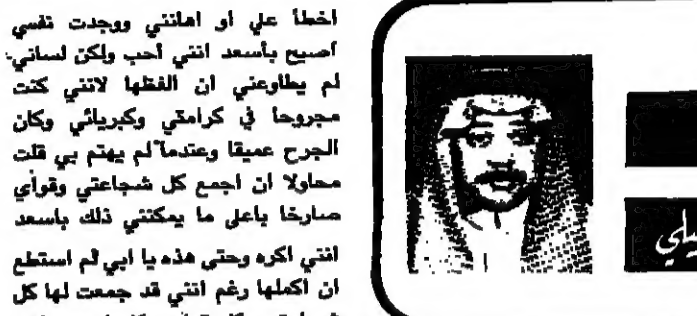 اخطأ علي او اهانني ووجدت نفسي
اصيح بأسعد انني أحب ولكن لساني
لم يطاوعني ان الفظها لانني كنت
مجروحا في كرامتي وكبريائي وكان
الجرح عميقا وعندما لم يهتم بي قلت
محاولا ان اجمع كل شجاعتي وقواي
صارخا باعلى ما يمكنني ذلك باسعد
انني اكره وحتى هذه يا ابي لم استطع
ان اكملها رغم انني قد جمعت لها كل